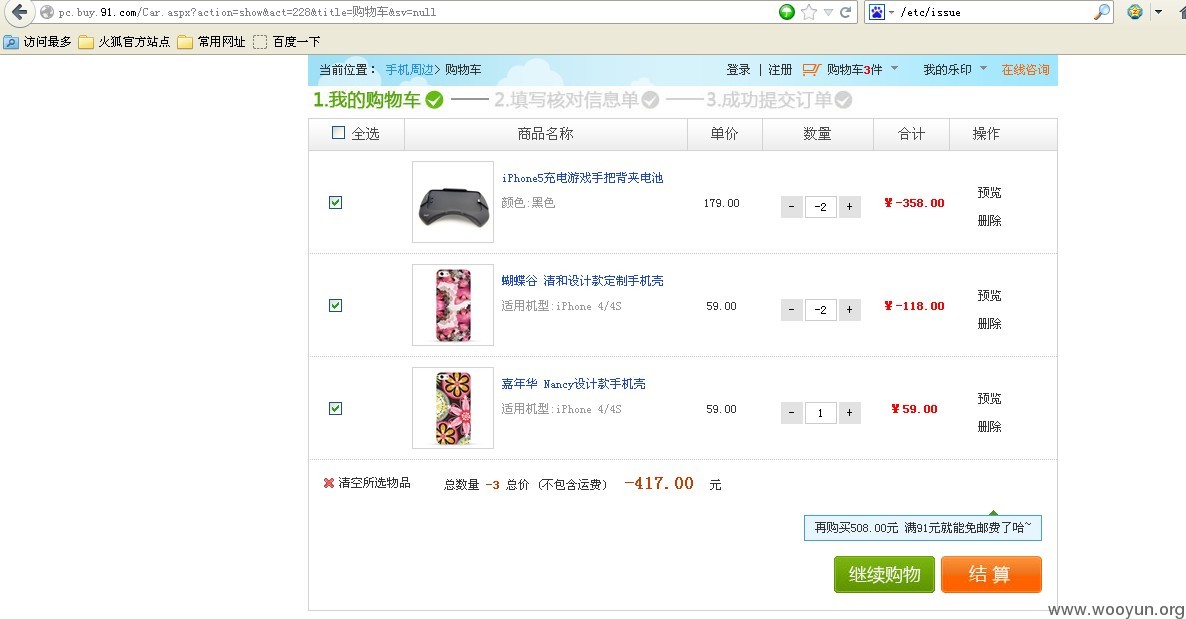 pc.buy.91.com/Car.aspx?action=show&act=228&title=购物车&sv=null
/etc/issue
访问最多 火狐官方站点 常用网址 百度一下
当前位置： 手机周边> 购物车 登录 | 注册 购物车3件 我的乐印 在线咨询
1.我的购物车 2.填写核对信息单 3.成功提交订单
全选 商品名称 单价 数量 合计 操作
iPhone5充电游戏手把背夹电池
颜色:黑色
179.00 - -2 + ¥-358.00
预览
删除
蝴蝶谷 清和设计款定制手机壳
适用机型:iPhone 4/4S
59.00 - -2 + ¥-118.00
预览
删除
嘉年华 Nancy设计款手机壳
适用机型:iPhone 4/4S
59.00 - 1 + ¥59.00
预览
删除
清空所选物品 总数量 -3 总价（不包含运费） -417.00 元
再购买508.00元 满91元就能免邮费了哈~
继续购物 结 算
www.wooyun.org